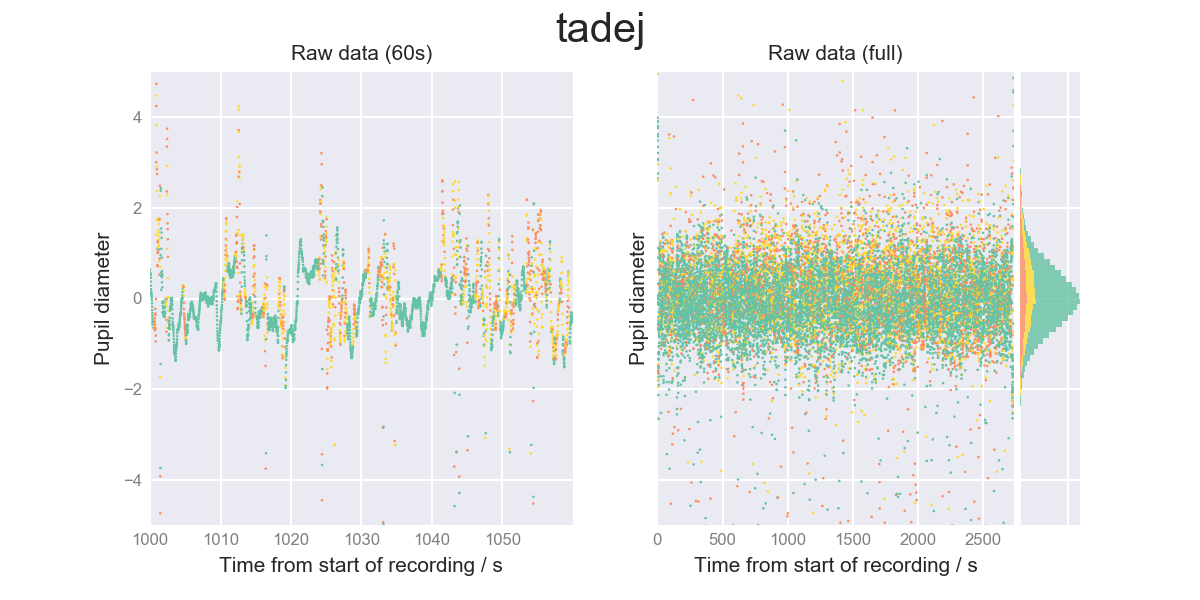 tadej
Raw data (60s)
Raw data (full)
Pupil diameter
4
2
0
−2
−4
1000 1010 1020 1030 1040 1050
Time from start of recording / s
Pupil diameter
0 500 1000 1500 2000 2500
Time from start of recording / s